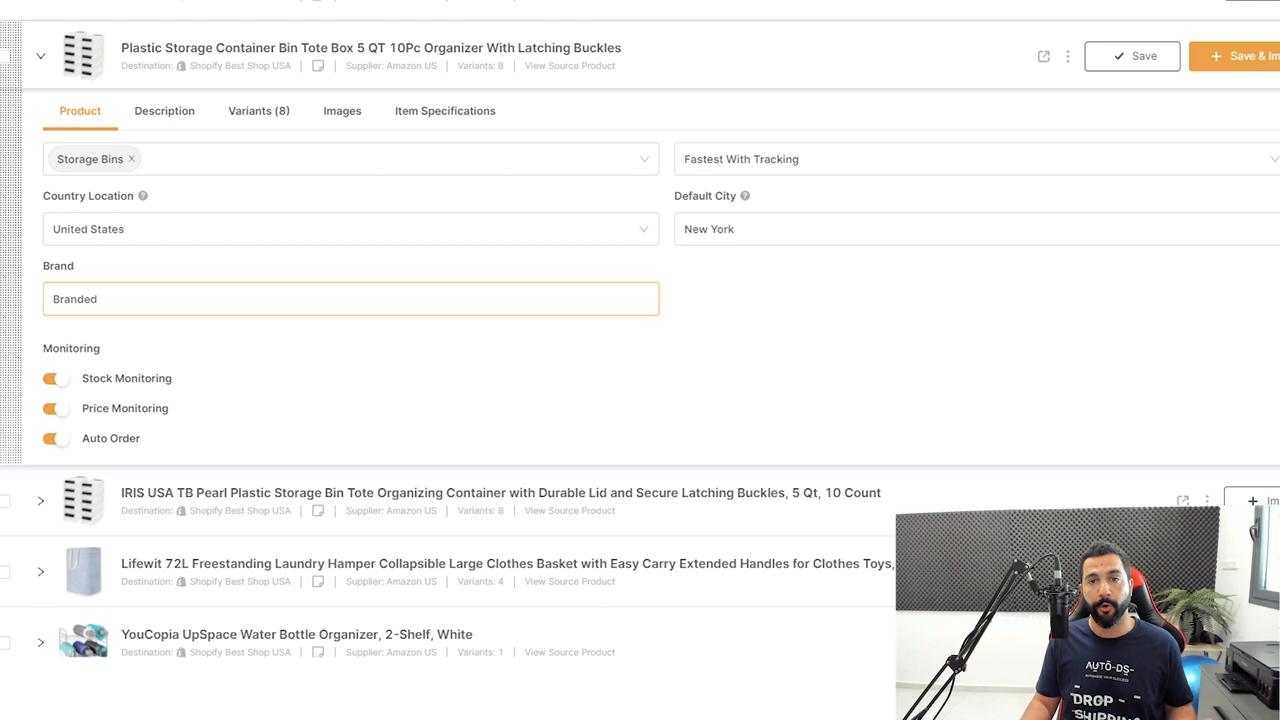 Plastic Storage Container Bin Tote Box 5 QT 10Pc Organizer With Latching Buckles
Destination: Shopify Best Shop USA | | Supplier: Amazon US | Variants: 8 | View Source Product
Save
+ Save & Im
Product Description Variants (8) Images Item Specifications
Storage Bins ×
Fastest With Tracking
Country Location ?
Default City ?
United States
New York
Brand
Branded
Monitoring
Stock Monitoring
Price Monitoring
Auto Order
IRIS USA TB Pearl Plastic Storage Bin Tote Organizing Container with Durable Lid and Secure Latching Buckles, 5 Qt, 10 Count
Destination: Shopify Best Shop USA | | Supplier: Amazon US | Variants: 8 | View Source Product
+ Im
Lifewit 72L Freestanding Laundry Hamper Collapsible Large Clothes Basket with Easy Carry Extended Handles for Clothes Toys,
Destination: Shopify Best Shop USA | | Supplier: Amazon US | Variants: 4 | View Source Product
YouCopia UpSpace Water Bottle Organizer, 2-Shelf, White
Destination: Shopify Best Shop USA | | Supplier: Amazon US | Variants: 1 | View Source Product
AUTO-DS-
AUTOMATE YOUR SUCCESS
DROP
SHIPPING